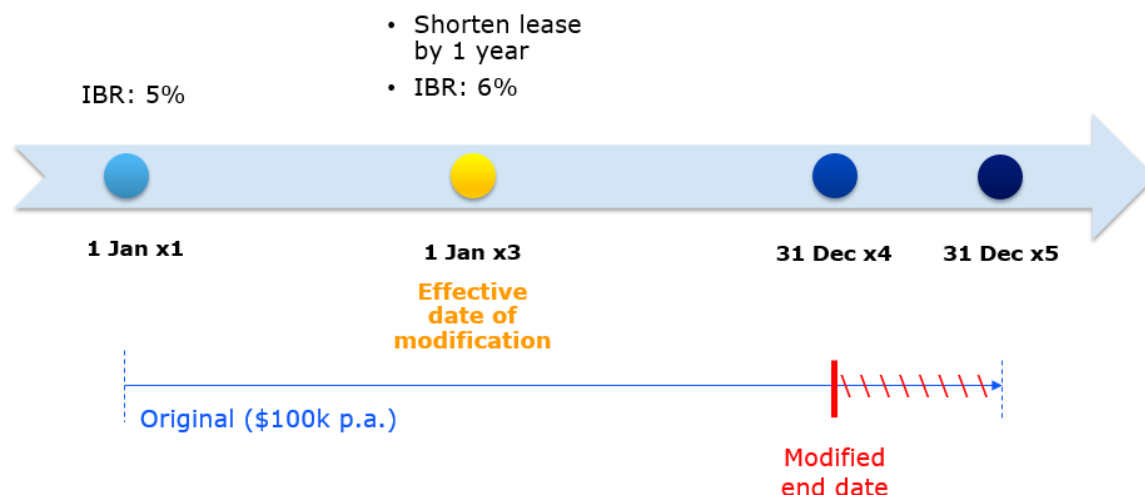 • Shorten lease
by 1 year
• IBR: 6%
IBR: 5%
1 Jan x1
1 Jan x3
31 Dec x4
31 Dec x5
Effective
date of
modification
Original ($100k p.a.)
Modified
end date